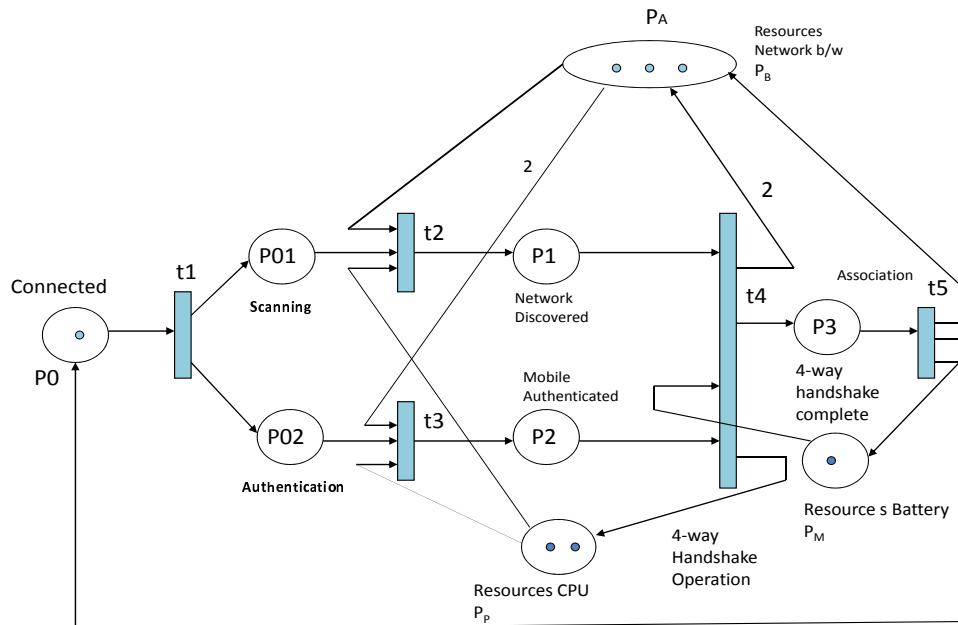 PA
Resources
Network b/w
PB
2
2
t2
P01
P1
t1
t4
Association
t5
Connected
Scanning
Network
Discovered
P3
P0
Mobile
Authenticated
4-way
handshake
complete
t3
P02
P2
Authentication
Resource s Battery
PM
4-way
Handshake
Operation
Resources CPU
PP